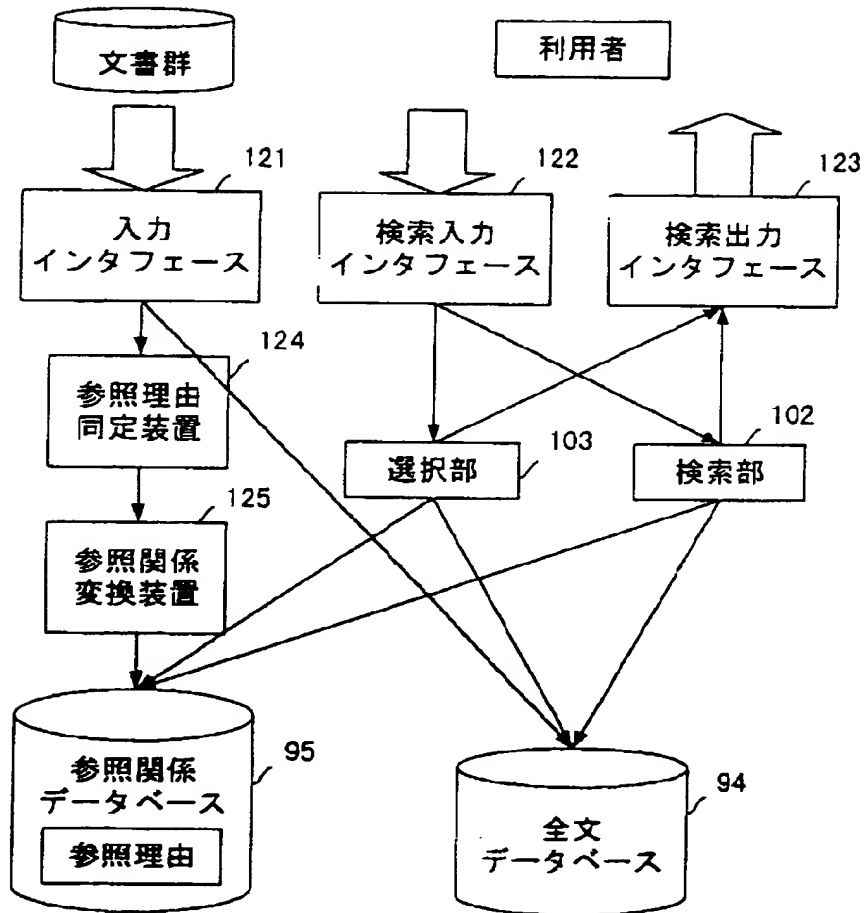 文書群
利用者
121
122
123
入力
インタフェース
検索入力
インタフェース
検索出力
インタフェース
124
参照理由
同定装置
103
選択部
102
検索部
125
参照関係
変換装置
95
参照関係
データベース
参照理由
94
全文
データベース